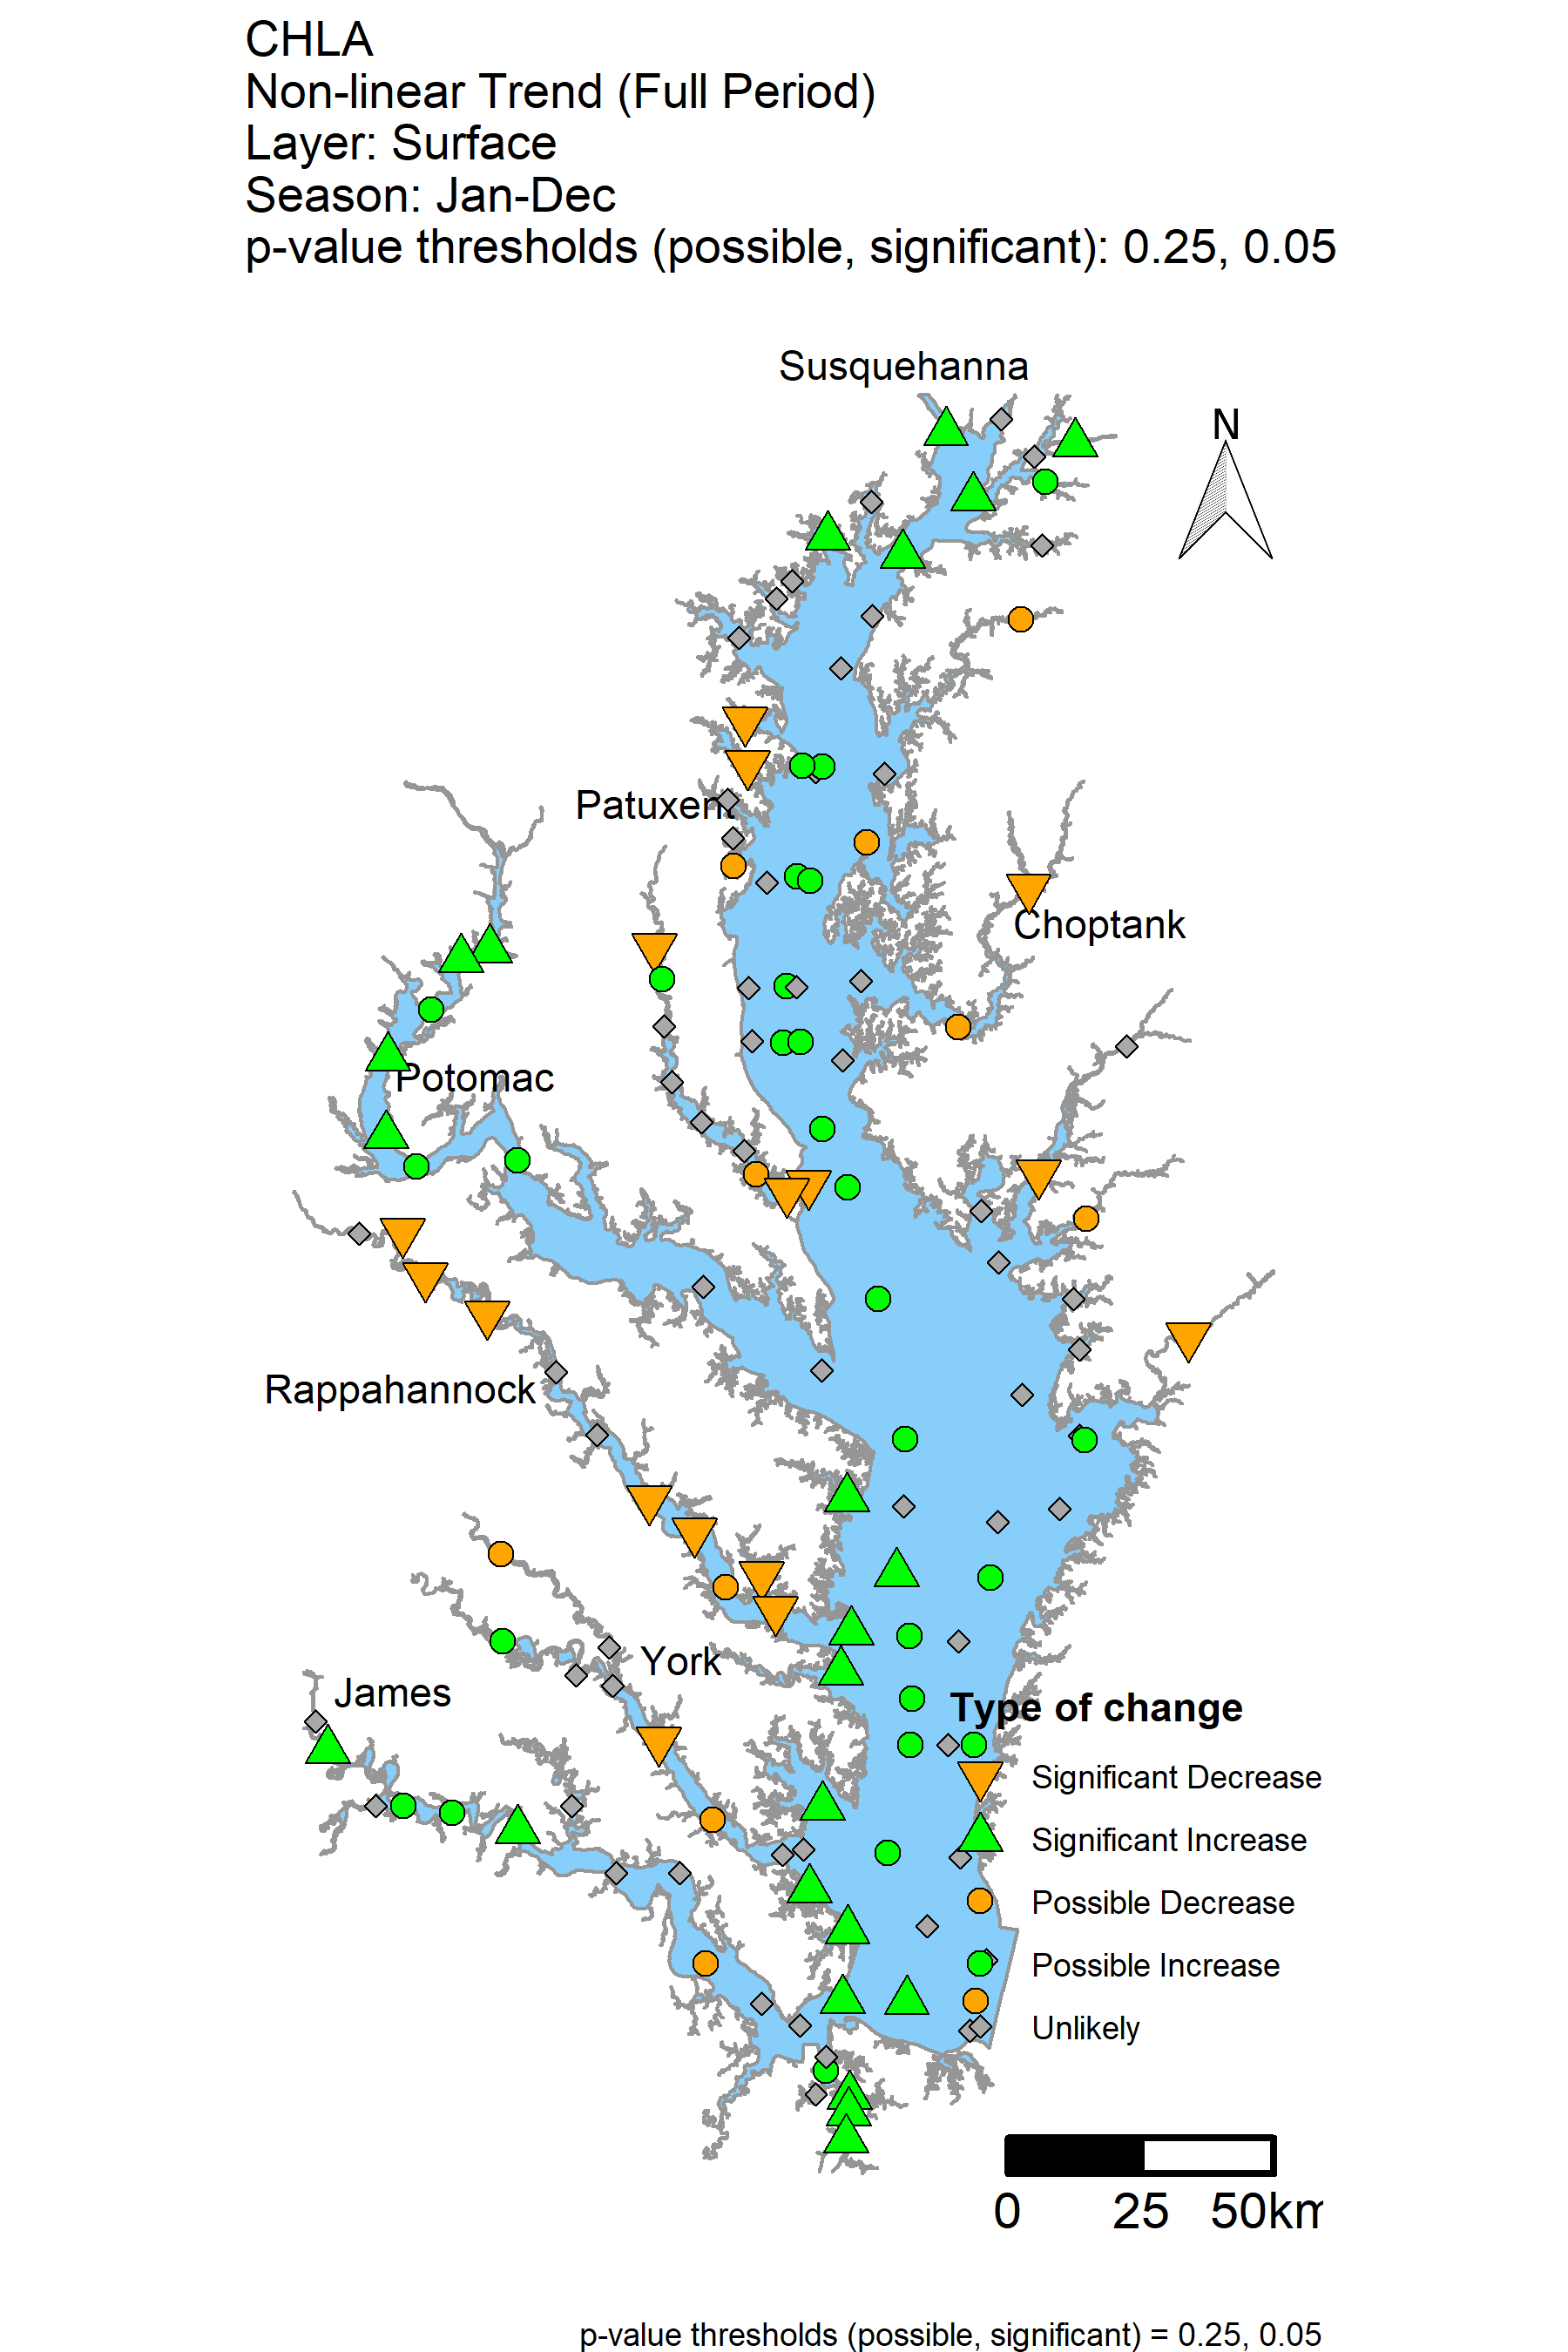 CHLA
Non-linear Trend (Full Period)
Layer: Surface
Season: Jan-Dec
p-value thresholds (possible, significant): 0.25, 0.05
Susquehanna
N
Patuxent
Choptank
Potomac
Rappahannock
York
James
Type of change
Significant Decrease
Significant Increase
Possible Decrease
Possible Increase
Unlikely
0 25 50km
p-value thresholds (possible, significant) = 0.25, 0.05